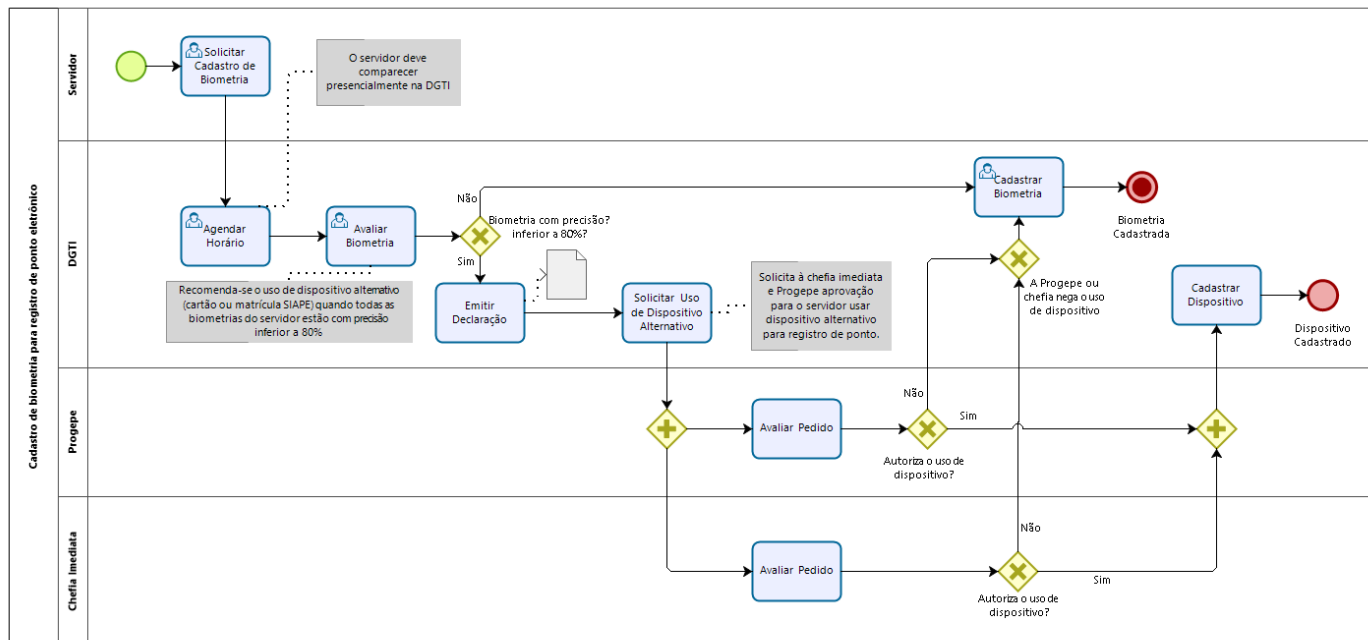 Cadastro de biometria para registro de ponto eletrônico
Servidor
Solicitar
Cadastro de
Biometria
O servidor deve
comparecer
presencialmente na DGTI
DGTI
Agendar
Horário
Avaliar
Biometria
Recomenda-se o uso de dispositivo alternativo
(cartão ou matrícula SIAPE) quando todas as
biometrias do servidor estão com precisão
inferior a 80%
Não
Biometria com precisão?
inferior a 80%?
Sim
Emitir
Declaração
Solicitar Uso
de Dispositivo
Alternativo
Solicita à chefia imediata
e Progepe aprovação
para o servidor usar
dispositivo alternativo
para registro de ponto.
Cadastrar
Biometria
Biometria
Cadastrada
A Progepe ou
chefia nega o uso
de dispositivo
Cadastrar
Dispositivo
Dispositivo
Cadastrado
Progepe
Avaliar Pedido
Não
Sim
Autoriza o uso de
dispositivo?
Chefia Imediata
Avaliar Pedido
Não
Sim
Autoriza o uso de
dispositivo?